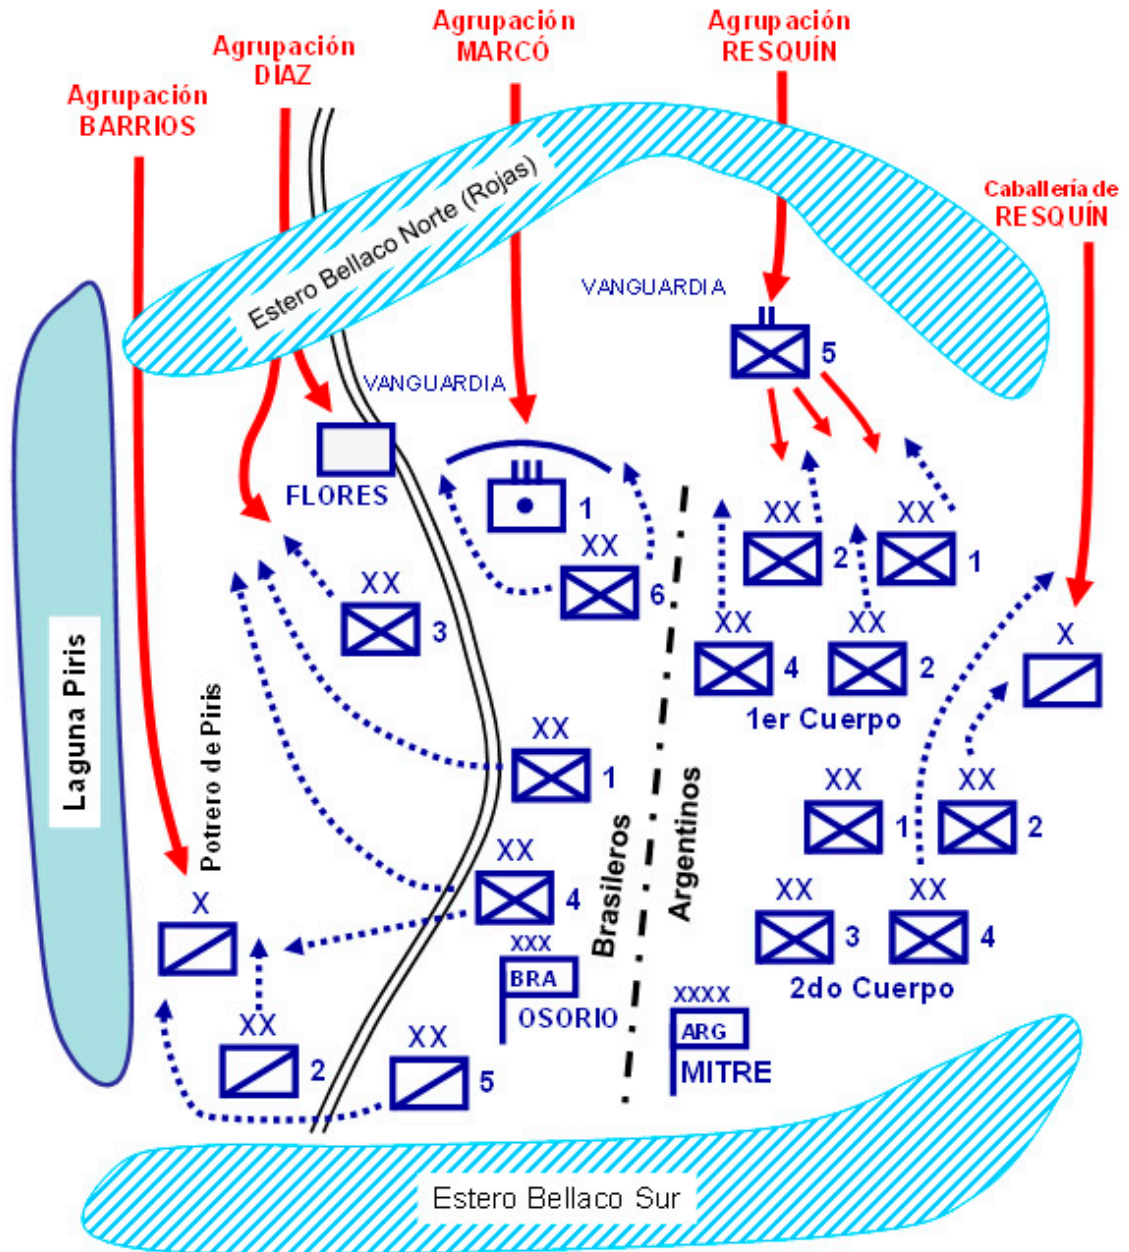 Agrupación
MARCÓ
Agrupación
RESQUÍN
Agrupación
DIAZ
Agrupación
BARRIOS
Caballería de
RESQUÍN
Estero Bellaco Norte (Rojas)
VANGUARDIA
5
VANGUARDIA
FLORES
1
XX
6
XX
2
XX
1
XX
3
XX
4
XX
2
1er Cuerpo
X
Laguna Piris
Potrero de Piris
XX
1
Brasileros
Argentinos
XX
1
XX
2
XX
4
XX
3
XX
4
2do Cuerpo
X
XXX
BRA
OSORIO
XXXX
ARG
MITRE
XX
2
XX
5
Estero Bellaco Sur